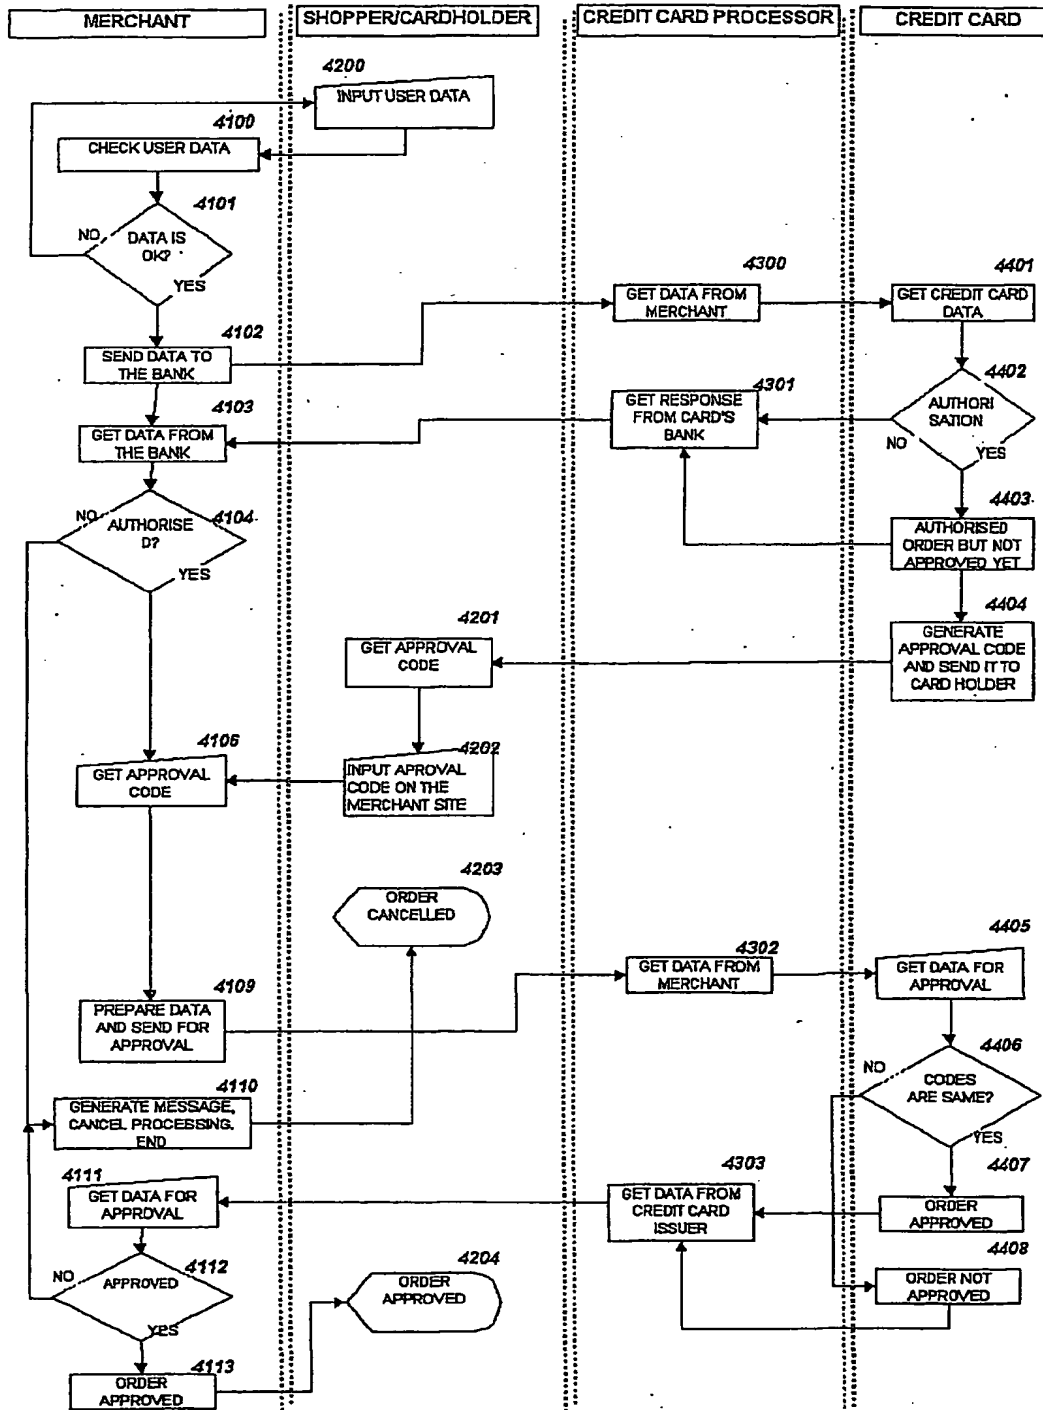 MERCHANT
SHOPPER/CARDHOLDER
CREDIT CARD PROCESSOR
CREDIT CARD
4200
INPUT USER DATA
4100
CHECK USER DATA
4101
NO
DATA IS
OK?
YES
4300
GET DATA FROM
MERCHANT
4401
GET CREDIT CARD
DATA
4102
SEND DATA TO
THE BANK
4402
AUTHORI
SATION
NO
YES
4301
GET RESPONSE
FROM CARD'S
BANK
4103
GET DATA FROM
THE BANK
4403
AUTHORISED
ORDER BUT NOT
APPROVED YET
NO
4104
AUTHORISE
D?
YES
4404
GENERATE
APPROVAL CODE
AND SEND IT TO
CARD HOLDER
4201
GET APPROVAL
CODE
4106
GET APPROVAL
CODE
4202
INPUT APROVAL
CODE ON THE
MERCHANT SITE
4203
ORDER
CANCELLED
4302
GET DATA FROM
MERCHANT
4405
GET DATA FOR
APPROVAL
4109
PREPARE DATA
AND SEND FOR
APPROVAL
4406
NO
CODES
ARE SAME?
YES
4110
GENERATE MESSAGE,
CANCEL PROCESSING,
END
4407
ORDER
APPROVED
4111
GET DATA FOR
APPROVAL
4303
GET DATA FROM
CREDIT CARD
ISSUER
4408
ORDER NOT
APPROVED
4112
NO
APPROVED
YES
4204
ORDER
APPROVED
4113
ORDER
APPROVED